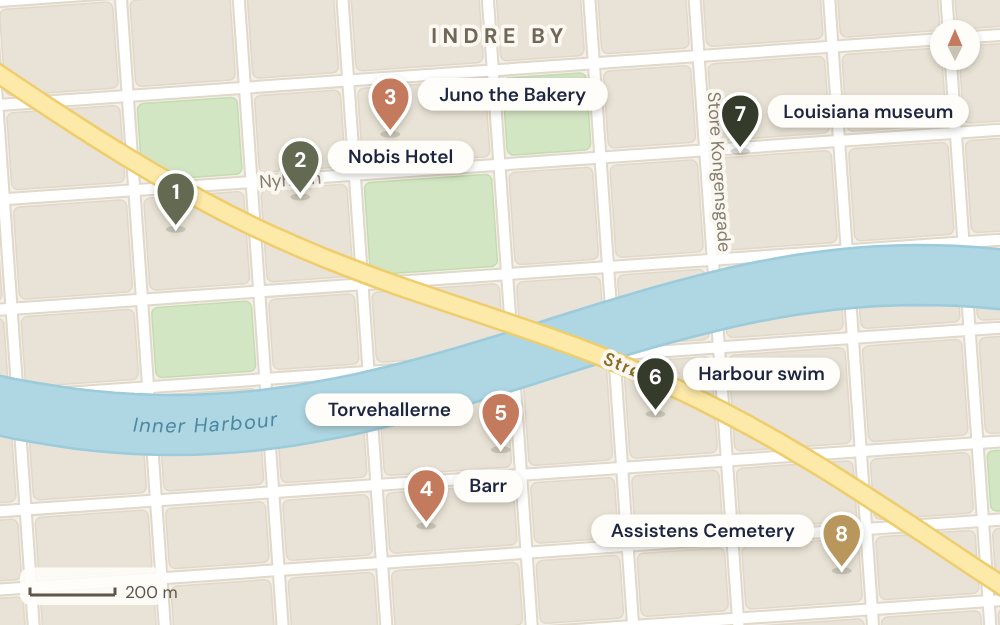 INDRE BY
3
Juno the Bakery
7
Louisiana museum
Store Kongensgade
2
Nobis Hotel
1
6
Harbour swim
5
Torvehallerne
Inner Harbour
4
Barr
8
Assistens Cemetery
200 m